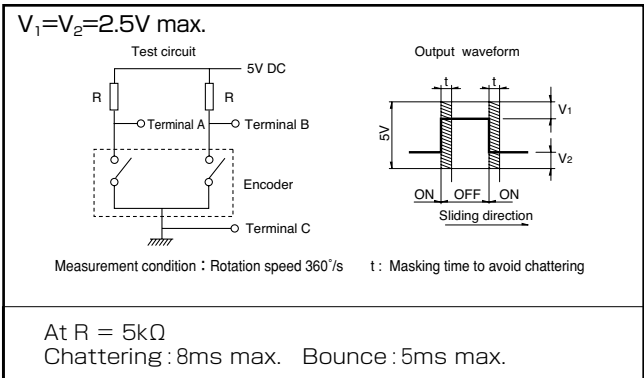 V₁=V₂=2.5V max.
Test circuit
Output waveform
5V DC
R
R
Terminal A
Terminal B
Encoder
Terminal C
t
t
V₁
5V
V₂
ON OFF ON
Sliding direction
Measurement condition : Rotation speed 360˚/s t : Masking time to avoid chattering
At R = 5kΩ
Chattering : 8ms max. Bounce : 5ms max.